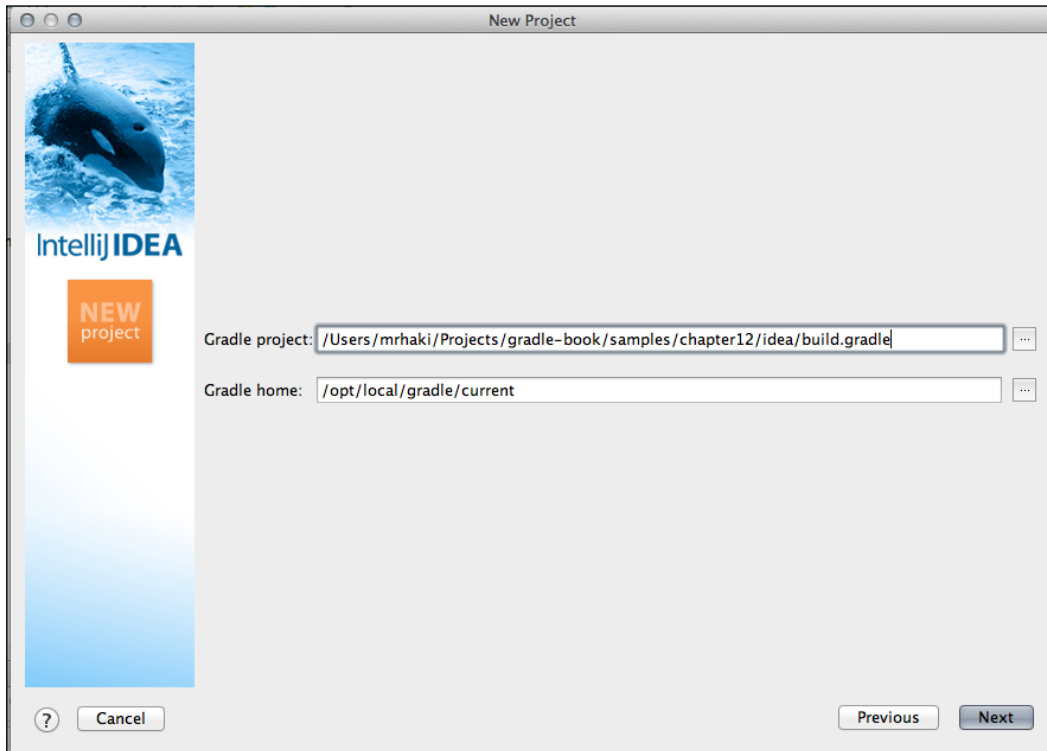 New Project
IntelliJ IDEA
NEW
project
Gradle project: /Users/mrhaki/Projects/gradle-book/samples/chapter12/idea/build.gradle ...
Gradle home: /opt/local/gradle/current ...
? Cancel Previous Next